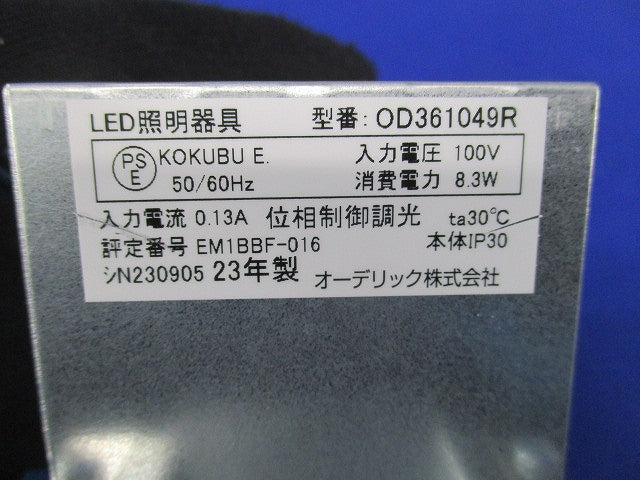 LED照明器具 型番: OD361049R
PS E KOKUBU E. 入力電圧 100V
50/60Hz 消費電力 8.3W
入力電流 0.13A 位相制御調光 ta30℃
評定番号 EM1BBF-016 本体IP30
シN230905 23年製 オーデリック株式会社